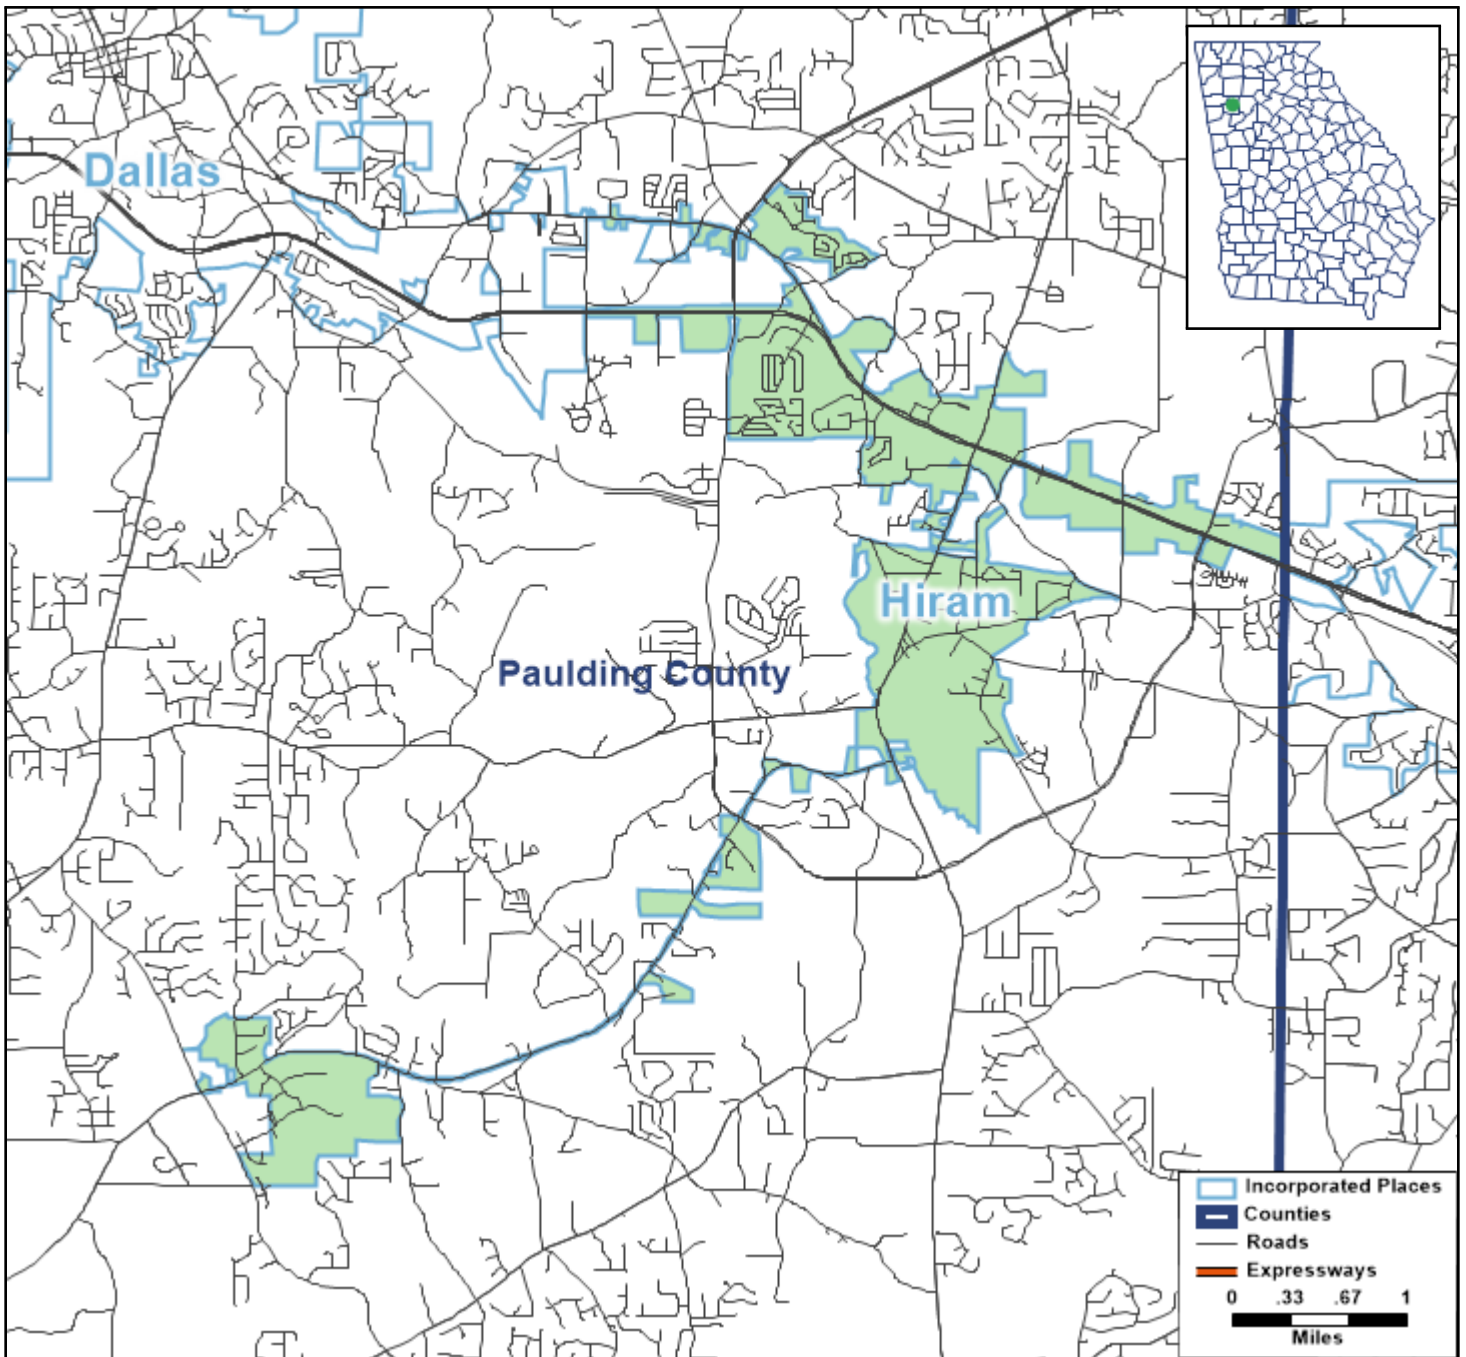 Dallas
Hiram
Paulding County
Incorporated Places
Counties
Roads
Expressways
0 .33 .67 1
Miles